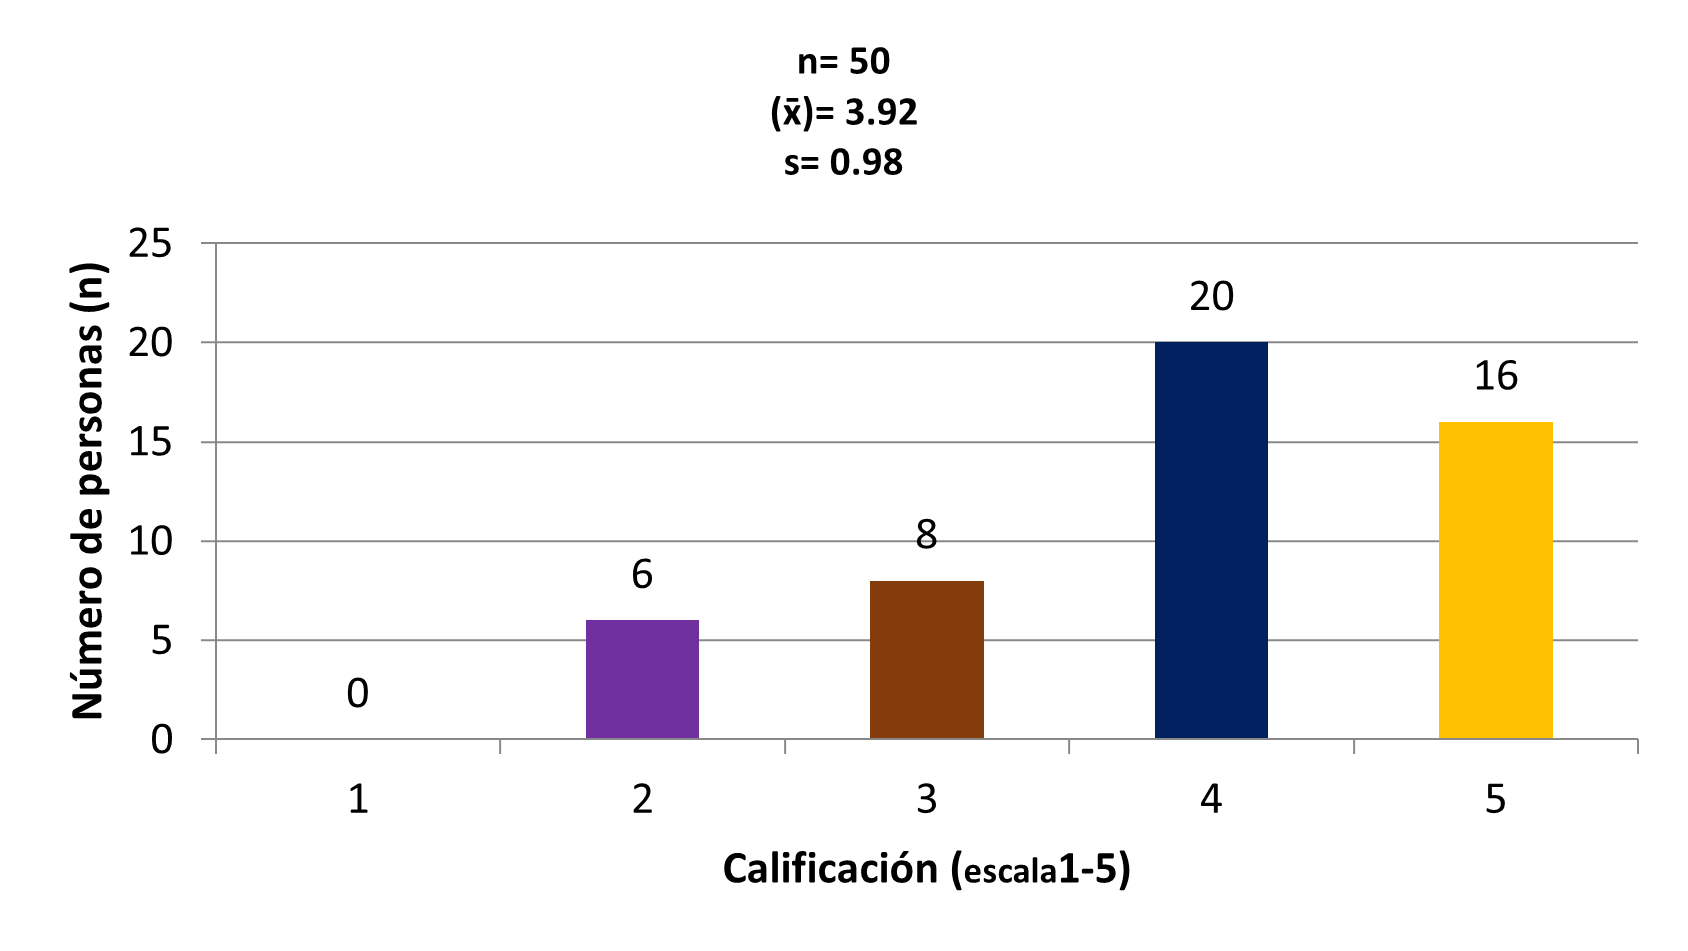 n= 50
(x̄)= 3.92
s= 0.98
Número de personas (n)
25
20
15
10
5
0
0
6
8
20
16
1 2 3 4 5
Calificación (escala1-5)